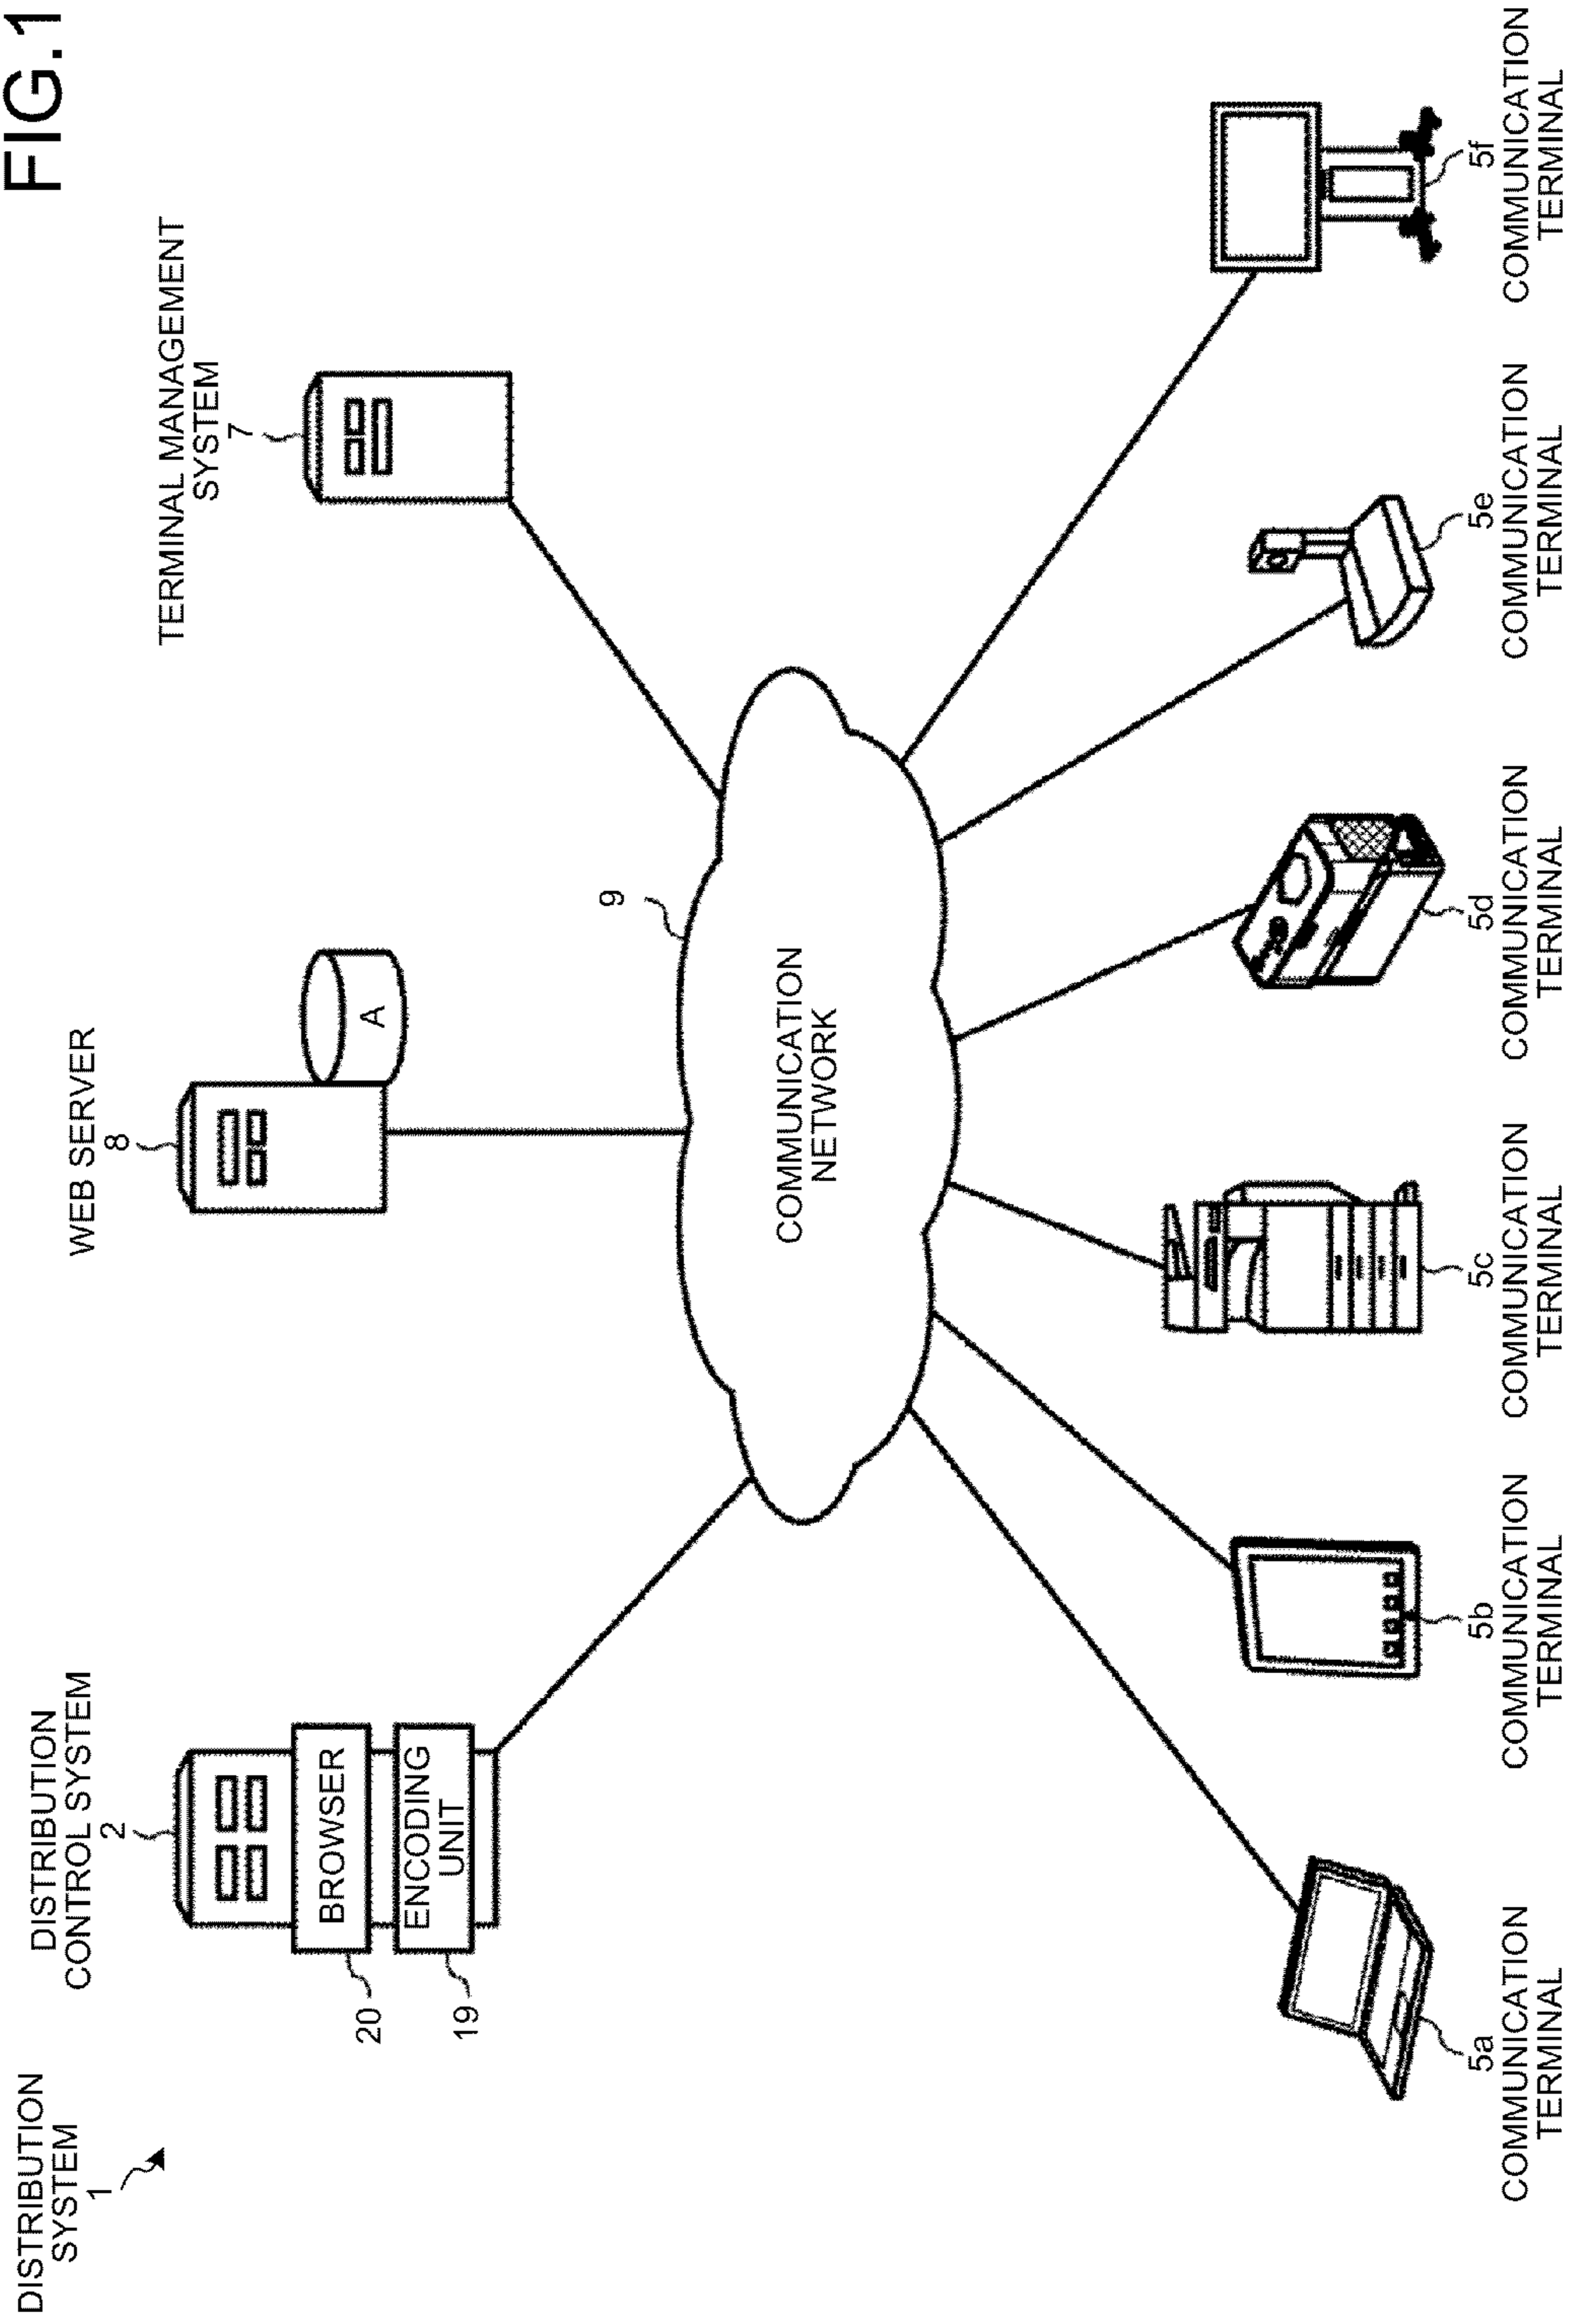 FIG.1
DISTRIBUTION
SYSTEM
1
DISTRIBUTION
CONTROL SYSTEM
2
BROWSER
20
ENCODING
UNIT
19
WEB SERVER
8
A
TERMINAL MANAGEMENT
SYSTEM
7
9
COMMUNICATION
NETWORK
5a
COMMUNICATION
TERMINAL
5b
COMMUNICATION
TERMINAL
5c
COMMUNICATION
TERMINAL
5d
COMMUNICATION
TERMINAL
5e
COMMUNICATION
TERMINAL
5f
COMMUNICATION
TERMINAL